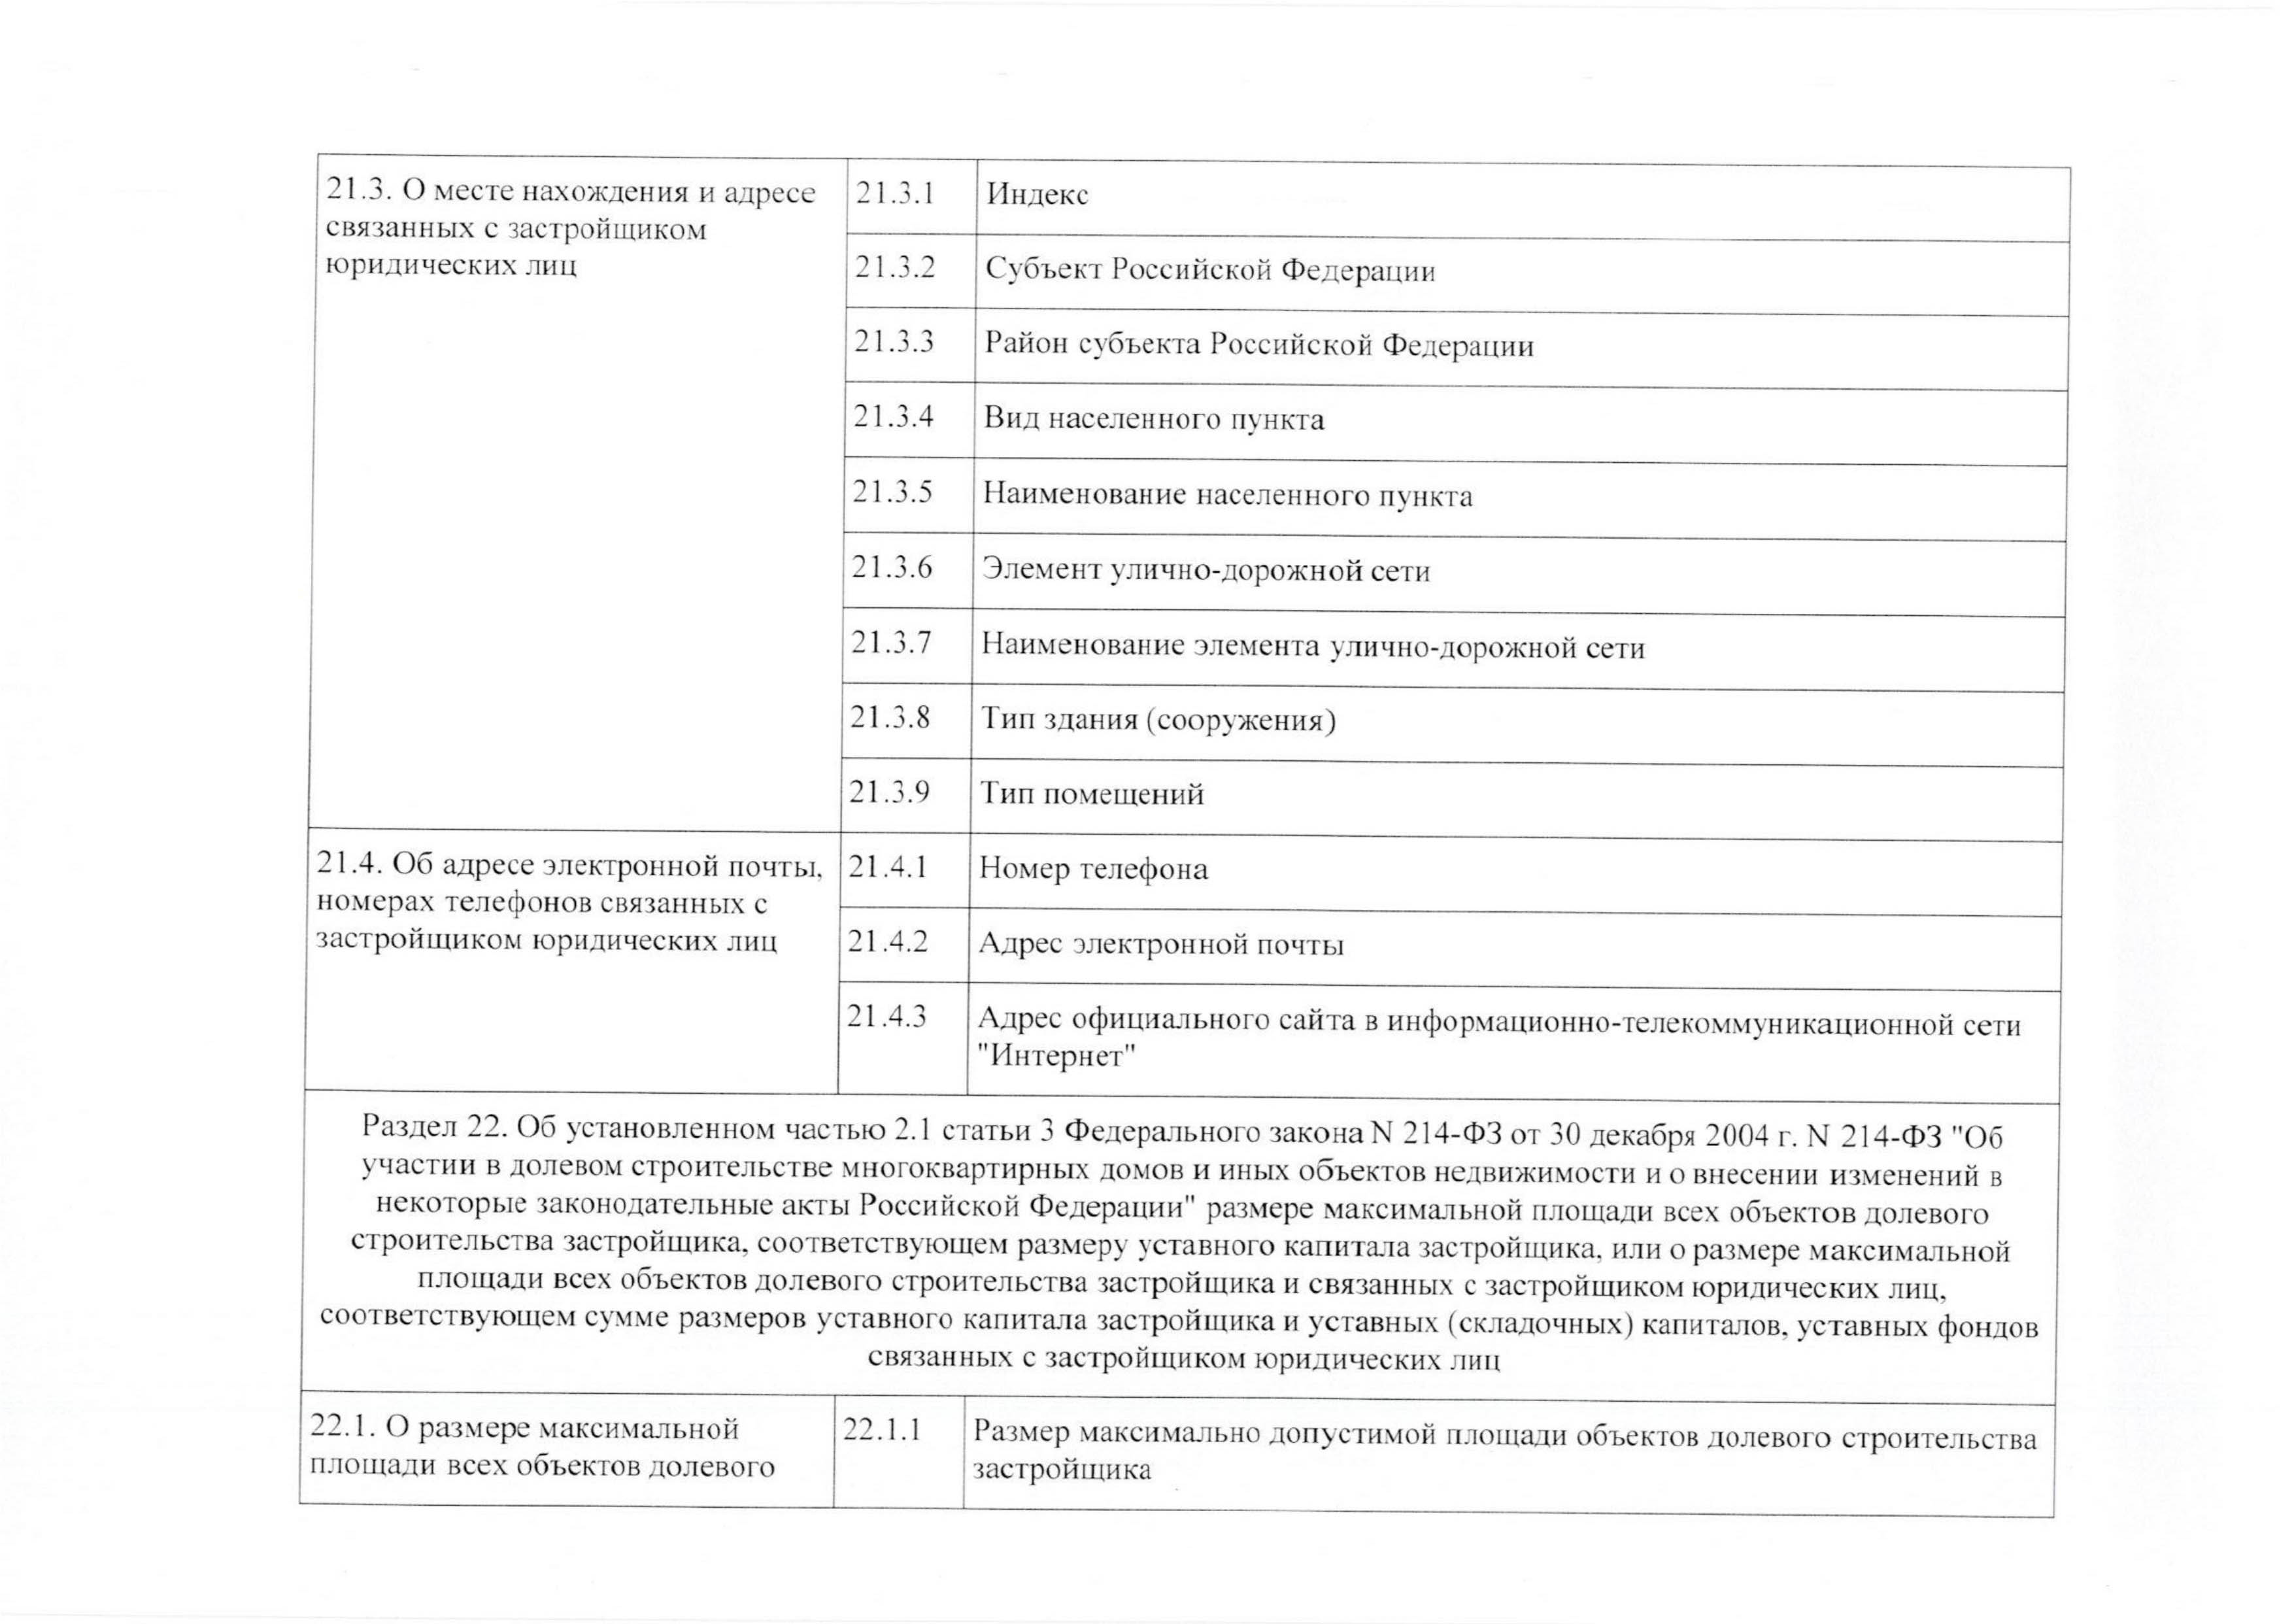 21.3. О месте нахождения и адресе
связанных с застройщиком
юридических лиц
21.3.1 Индекс
21.3.2 Субъект Российской Федерации
21.3.3 Район субъекта Российской Федерации
21.3.4 Вид населенного пункта
21.3.5 Наименование населенного пункта
21.3.6 Элемент улично-дорожной сети
21.3.7 Наименование элемента улично-дорожной сети
21.3.8 Тип здания (сооружения)
21.3.9 Тип помещений
21.4. Об адресе электронной почты,
номерах телефонов связанных с
застройщиком юридических лиц
21.4.1 Номер телефона
21.4.2 Адрес электронной почты
21.4.3 Адрес официального сайта в информационно-телекоммуникационной сети
"Интернет"
Раздел 22. Об установленном частью 2.1 статьи 3 Федерального закона N 214-ФЗ от 30 декабря 2004 г. N 214-ФЗ "Об
участии в долевом строительстве многоквартирных домов и иных объектов недвижимости и о внесении изменений в
некоторые законодательные акты Российской Федерации" размере максимальной площади всех объектов долевого
строительства застройщика, соответствующем размеру уставного капитала застройщика, или о размере максимальной
площади всех объектов долевого строительства застройщика и связанных с застройщиком юридических лиц,
соответствующем сумме размеров уставного капитала застройщика и уставных (складочных) капиталов, уставных фондов
связанных с застройщиком юридических лиц
22.1. О размере максимальной
площади всех объектов долевого
22.1.1 Размер максимально допустимой площади объектов долевого строительства
застройщика